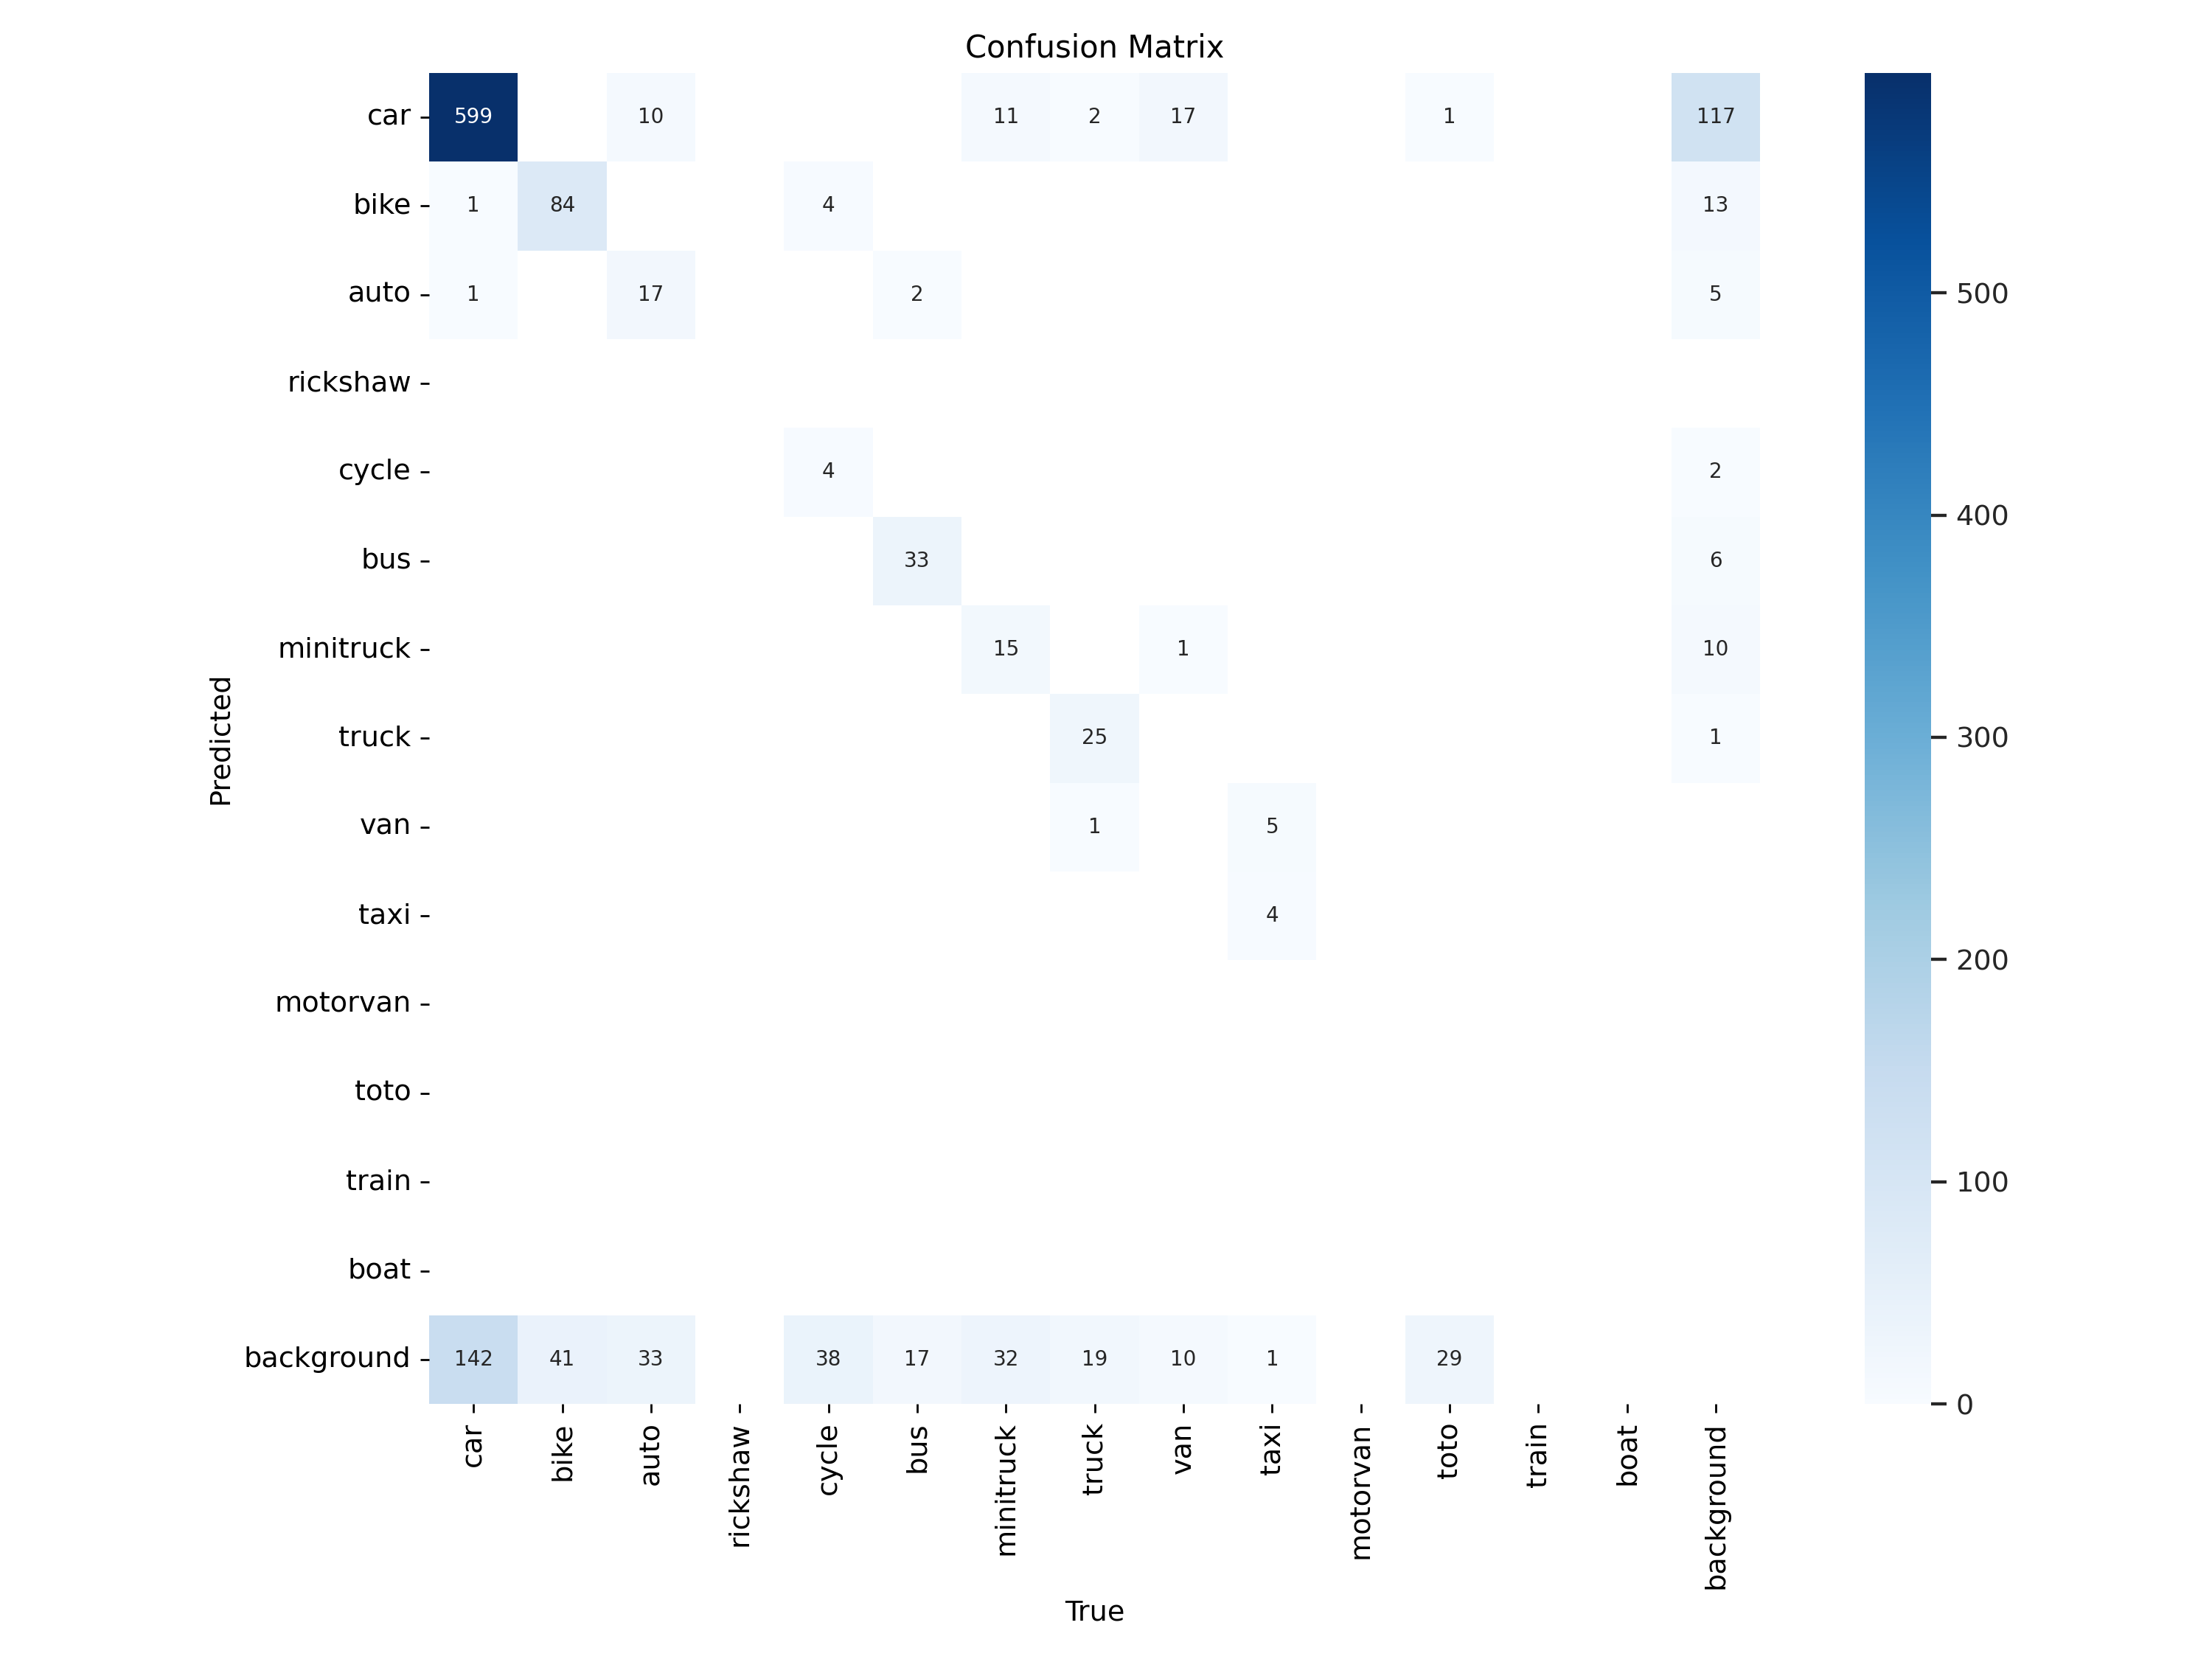 Confusion Matrix
car 599 10 11 2 17 1 117
bike 1 84 4 13
auto 1 17 2 5
500
rickshaw
cycle 4 2
400
bus 33 6
minitruck 15 1 10
Predicted
truck 25 1
300
van 1 5
taxi 4
200
motorvan
toto
train
100
boat
background 142 41 33 38 17 32 19 10 1 29
0
car bike auto rickshaw cycle bus minitruck truck van taxi motorvan toto train boat background
True